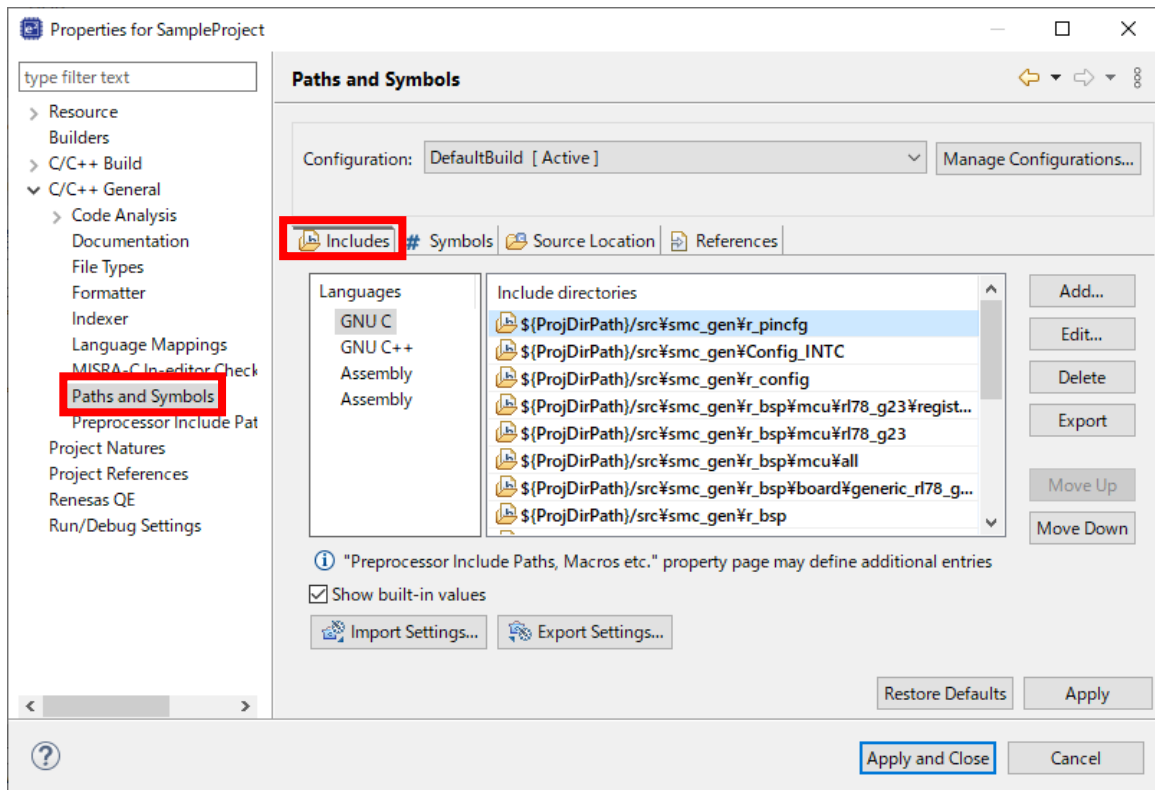 Properties for SampleProject
type filter text
Resource
Builders
C/C++ Build
C/C++ General
Code Analysis
Documentation
File Types
Formatter
Indexer
Language Mappings
MISRA-C In-editor Check
Paths and Symbols
Preprocessor Include Pat
Project Natures
Project References
Renesas QE
Run/Debug Settings
Paths and Symbols
Configuration: DefaultBuild [ Active ] Manage Configurations...
Includes # Symbols Source Location References
Languages
GNU C
GNU C++
Assembly
Assembly
Include directories
${ProjDirPath}/src¥smc_gen¥r_pincfg
${ProjDirPath}/src¥smc_gen¥Config_INTC
${ProjDirPath}/src¥smc_gen¥r_config
${ProjDirPath}/src¥smc_gen¥r_bsp¥mcu¥rl78_g23¥regist...
${ProjDirPath}/src¥smc_gen¥r_bsp¥mcu¥rl78_g23
${ProjDirPath}/src¥smc_gen¥r_bsp¥mcu¥all
${ProjDirPath}/src¥smc_gen¥r_bsp¥board¥generic_rl78_g...
${ProjDirPath}/src¥smc_gen¥r_bsp
Add...
Edit...
Delete
Export
Move Up
Move Down
"Preprocessor Include Paths, Macros etc." property page may define additional entries
Show built-in values
Import Settings... Export Settings...
Restore Defaults Apply
? Apply and Close Cancel